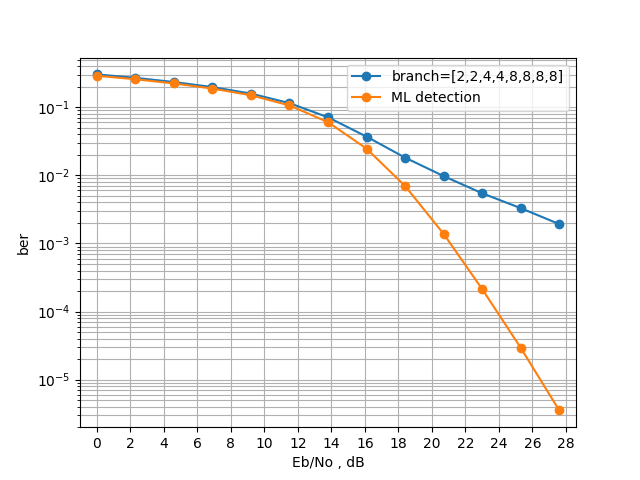 branch=[2,2,4,4,8,8,8,8]
ML detection
10⁻¹
10⁻²
10⁻³
10⁻⁴
10⁻⁵
ber
0 2 4 6 8 10 12 14 16 18 20 22 24 26 28
Eb/No , dB